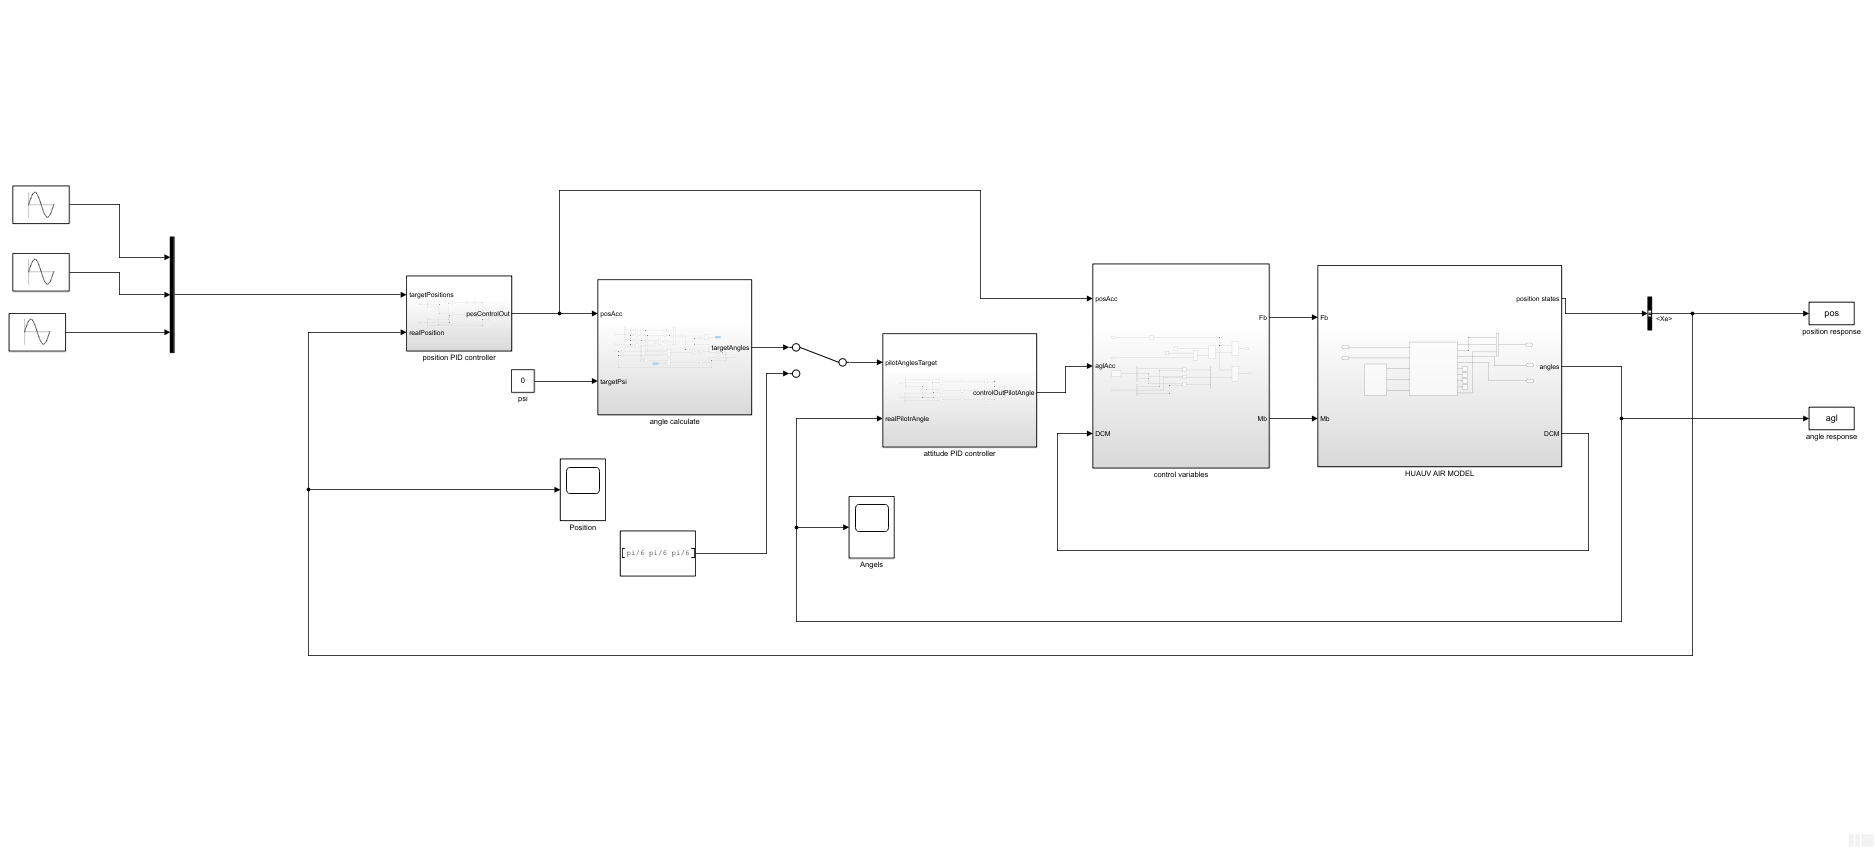 targetPositions
realPosition
posControlOut
position PID controller
0
psi
posAcc
targetPsi
targetAngles
angle calculate
Position
[pi/6 pi/6 pi/6]
pilotAnglesTarget
realPilotrAngle
controlOutPilotAngle
attitude PID controller
Angels
posAcc
aglAcc
DCM
Fb
Mb
control variables
Fb
Mb
position states
angles
DCM
HUAUV AIR MODEL
<Xe>
pos
position response
agl
angle response